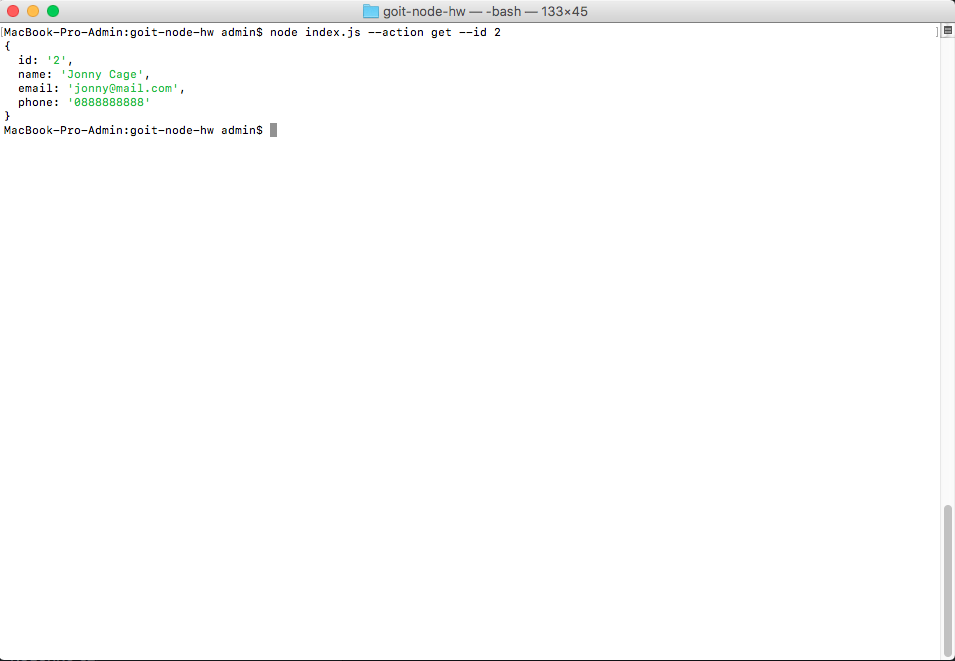 goit-node-hw — -bash — 133×45
[MacBook-Pro-Admin:goit-node-hw admin$ node index.js --action get --id 2 ]
{
  id: '2',
  name: 'Jonny Cage',
  email: 'jonny@mail.com',
  phone: '0888888888'
}
MacBook-Pro-Admin:goit-node-hw admin$